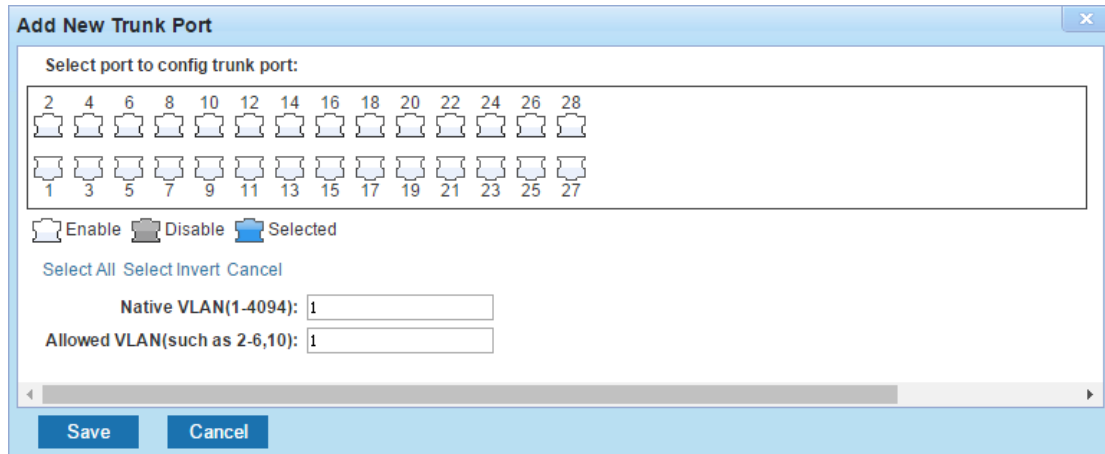 Add New Trunk Port
x
Select port to config trunk port:
2 4 6 8 10 12 14 16 18 20 22 24 26 28
1 3 5 7 9 11 13 15 17 19 21 23 25 27
Enable Disable Selected
Select All Select Invert Cancel
Native VLAN(1-4094): 1
Allowed VLAN(such as 2-6,10): 1
Save Cancel